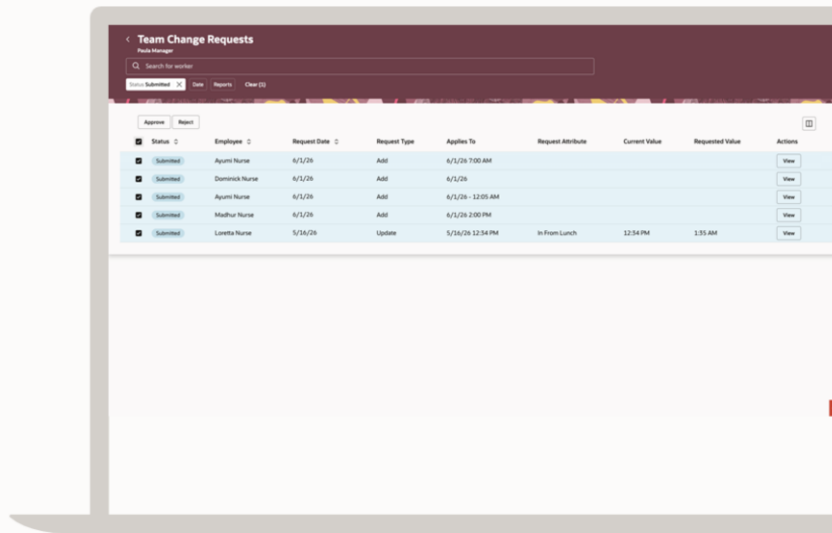 Team Change Requests
Paula Manager
Search for worker
Status Submitted Date Reports Clear (1)
Approve Reject
Status Employee Request Date Request Type Applies To Request Attribute Current Value Requested Value Actions
Submitted Ayumi Nurse 6/1/26 Add 6/1/26 7:00 AM View
Submitted Dominick Nurse 6/1/26 Add 6/1/26 View
Submitted Ayumi Nurse 6/1/26 Add 6/1/26 - 12:05 AM View
Submitted Madhur Nurse 6/1/26 Add 6/1/26 2:00 PM View
Submitted Loretta Nurse 5/16/26 Update 5/16/26 12:34 PM In From Lunch 12:34 PM 1:35 AM View